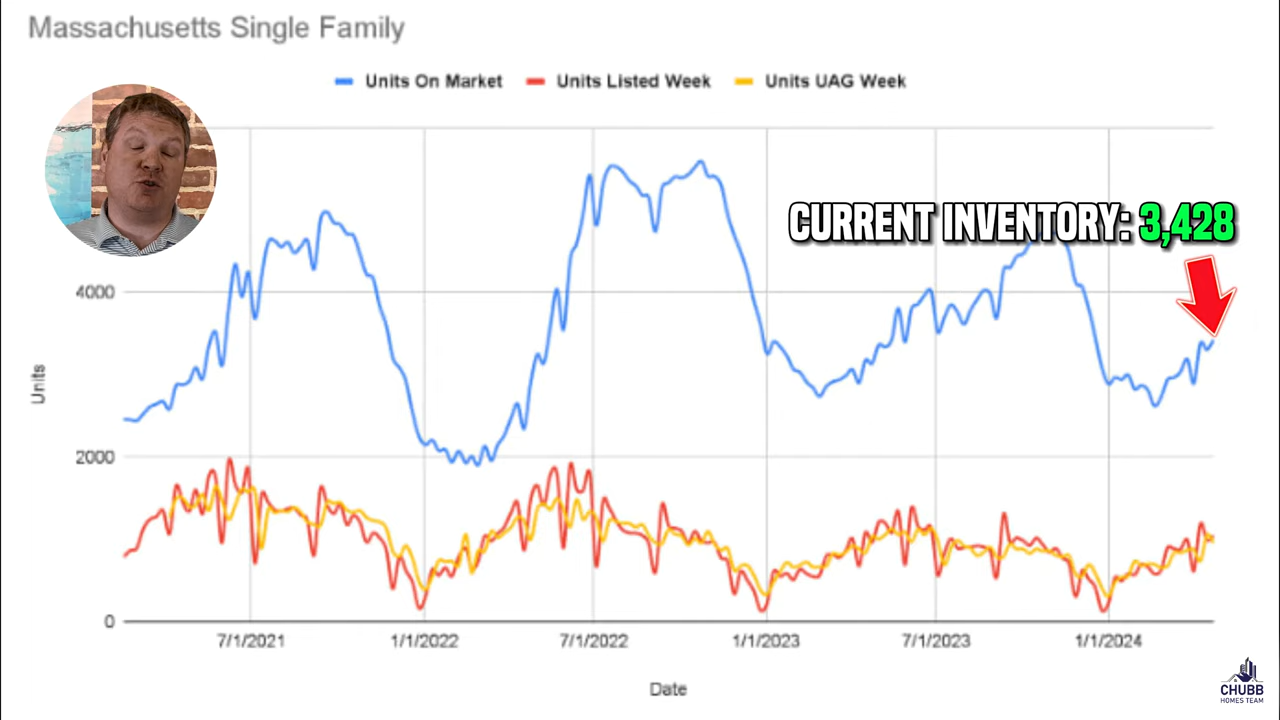 Massachusetts Single Family
Units On Market
Units Listed Week
Units UAG Week
CURRENT INVENTORY: 3,428
4000
2000
0
Units
7/1/2021
1/1/2022
7/1/2022
1/1/2023
7/1/2023
1/1/2024
Date
CHUBB
HOMES TEAM